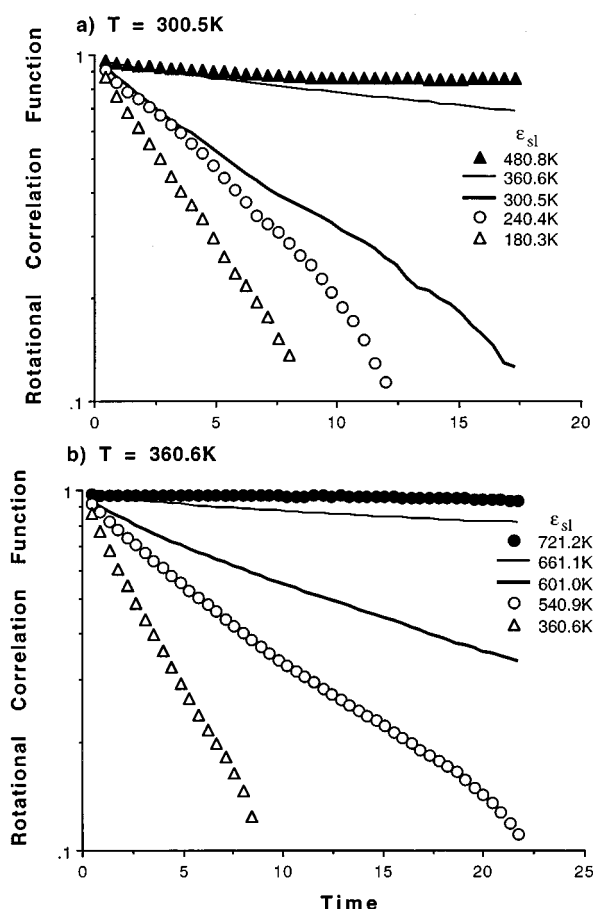 a) T = 300.5K
Rotational Correlation Function
1
.1
εsl
▲ 480.8K
360.6K
300.5K
○ 240.4K
△ 180.3K
0 5 10 15 20
b) T = 360.6K
Rotational Correlation Function
1
.1
εsl
● 721.2K
661.1K
601.0K
○ 540.9K
△ 360.6K
0 5 10 15 20 25
Time